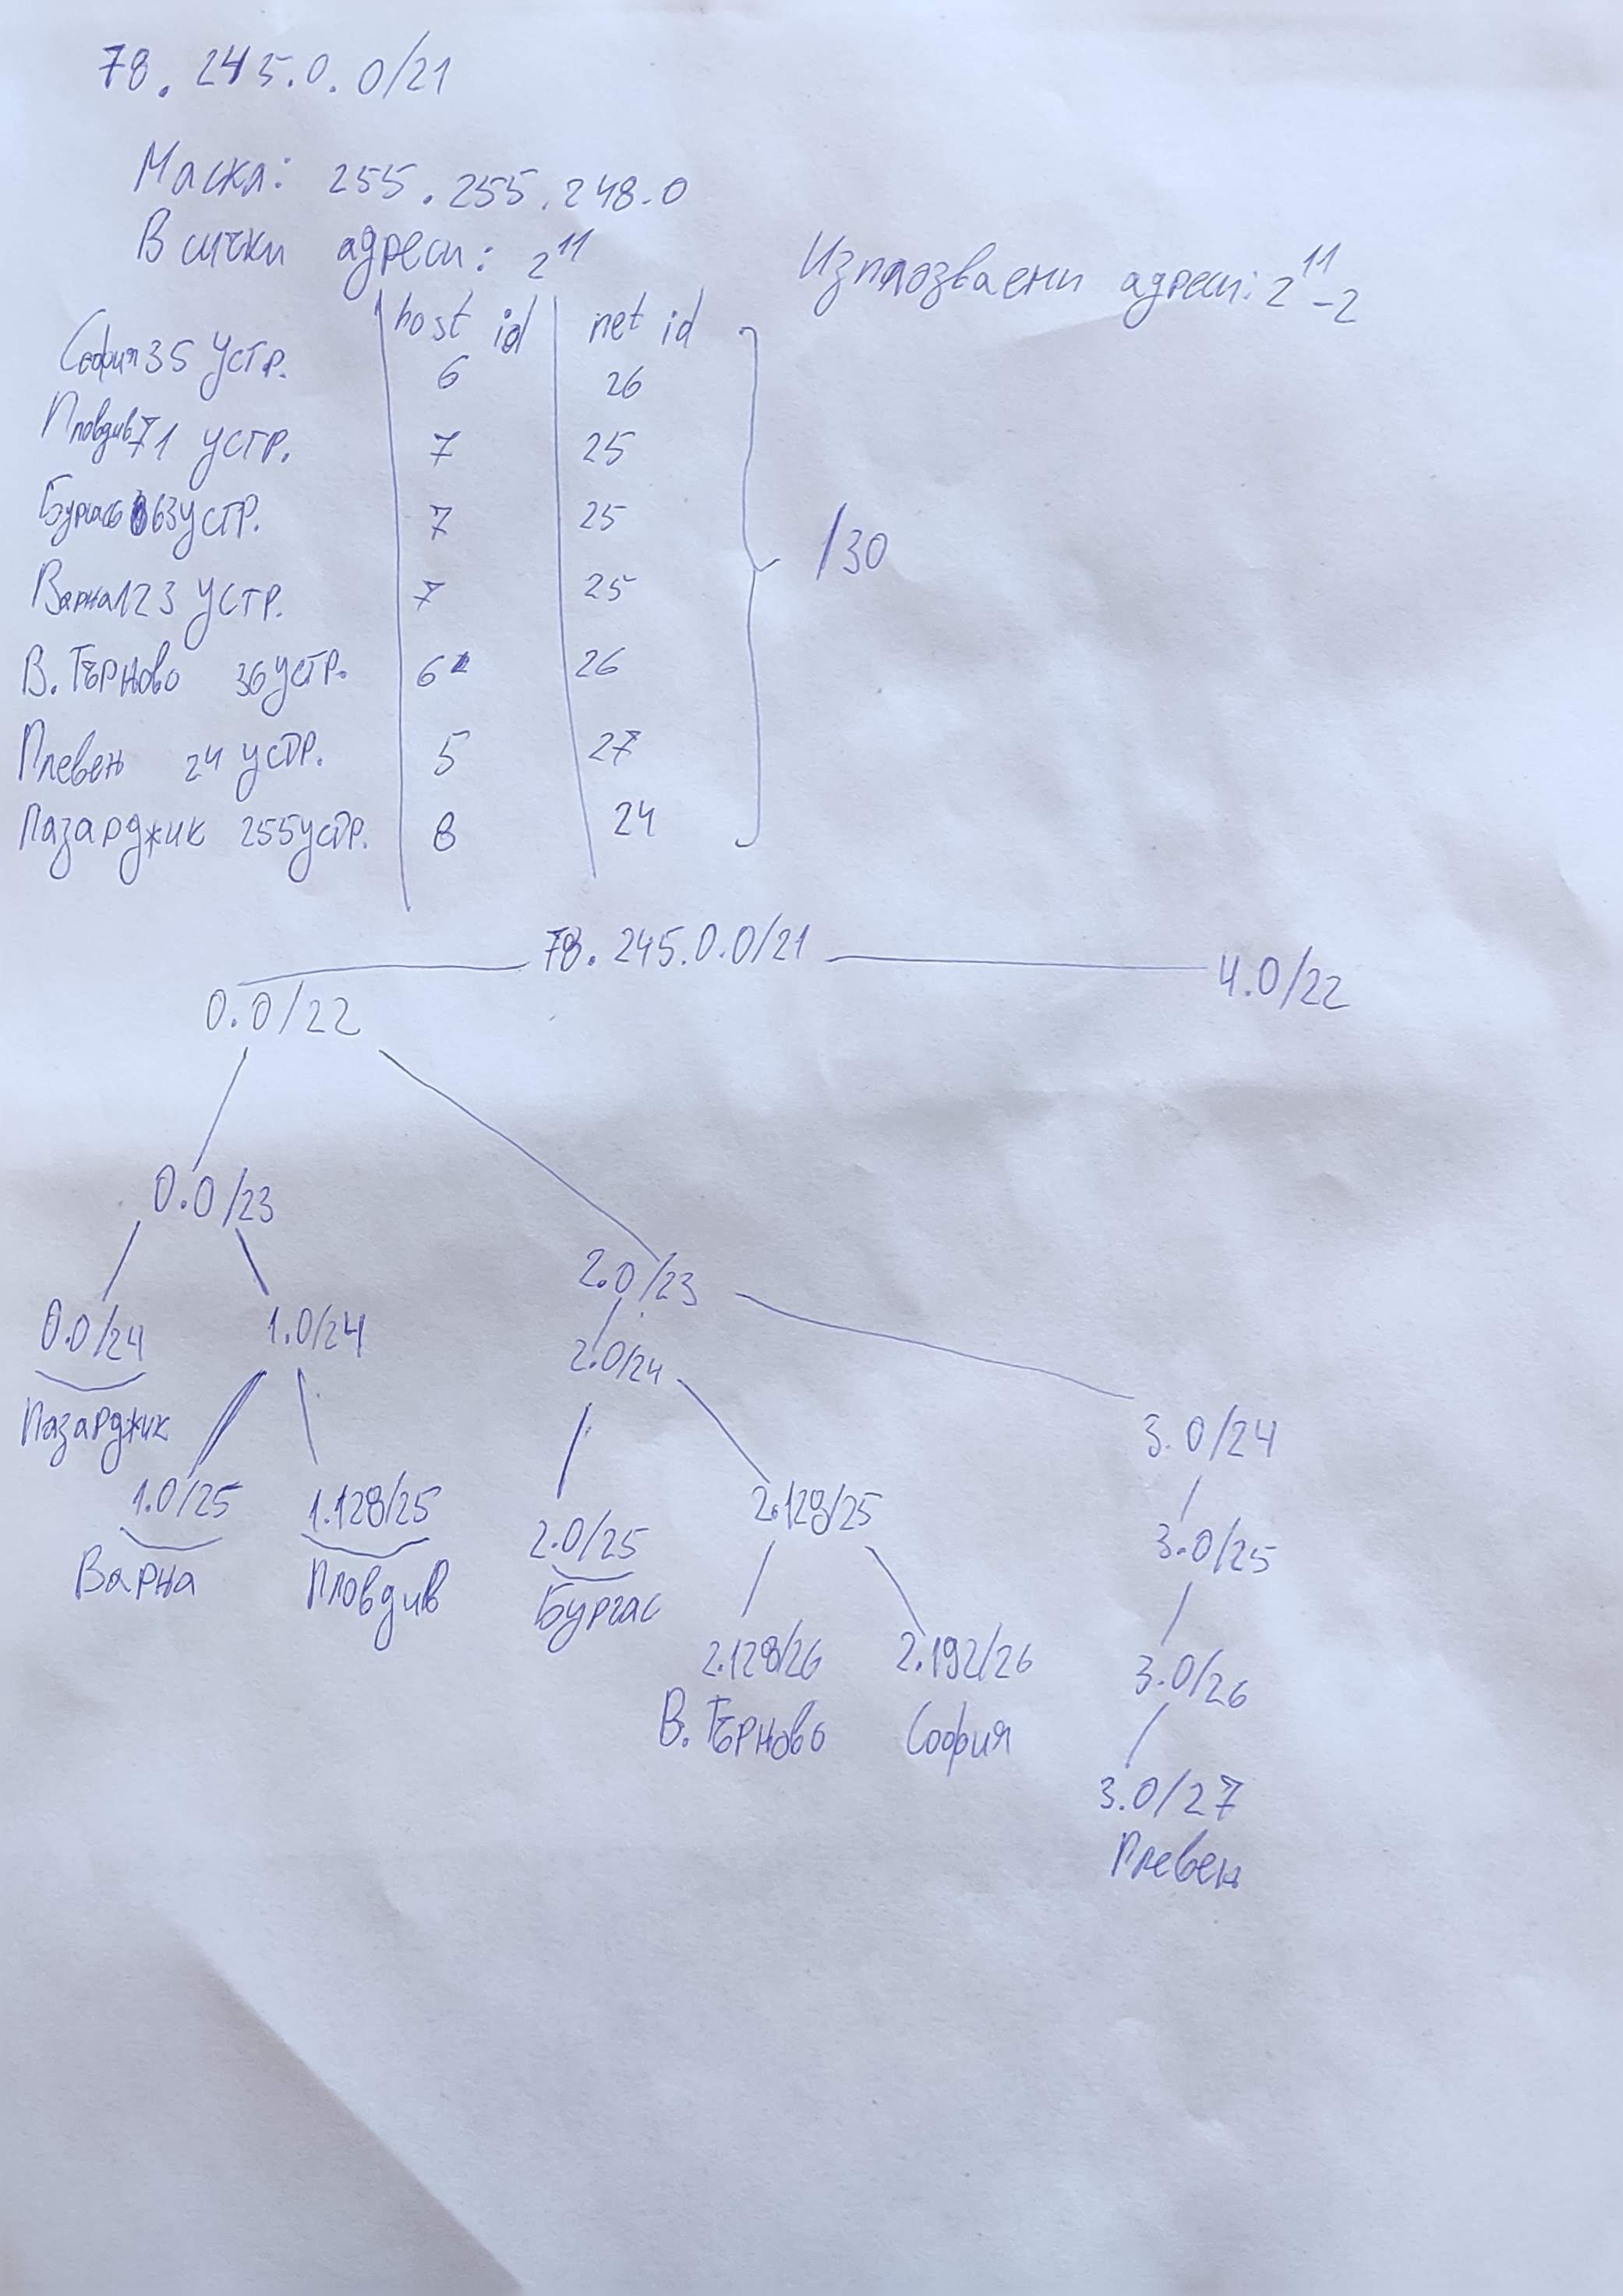 78.245.0.0/21
Маска: 255.255.248.0
Всички адреси: 2^11
Използваеми адреси: 2^11-2
host id net id
София 35 устр. 6 26
Пловдив 71 устр. 7 25
Бургас 63 устр. 7 25
Варна 123 устр. 7 25
/30
В. Търново 36 устр. 6 26
Плевен 24 устр. 5 27
Пазарджик 255 устр. 8 24
78.245.0.0/21
0.0/22 4.0/22
0.0/23
2.0/23
0.0/24 1.0/24 2.0/24
Пазарджик
3.0/24
1.0/25 1.128/25 2.0/25 2.128/25
Варна Пловдив Бургас
3.0/25
2.128/26 2.192/26 3.0/26
В. Търново София
3.0/27
Плевен